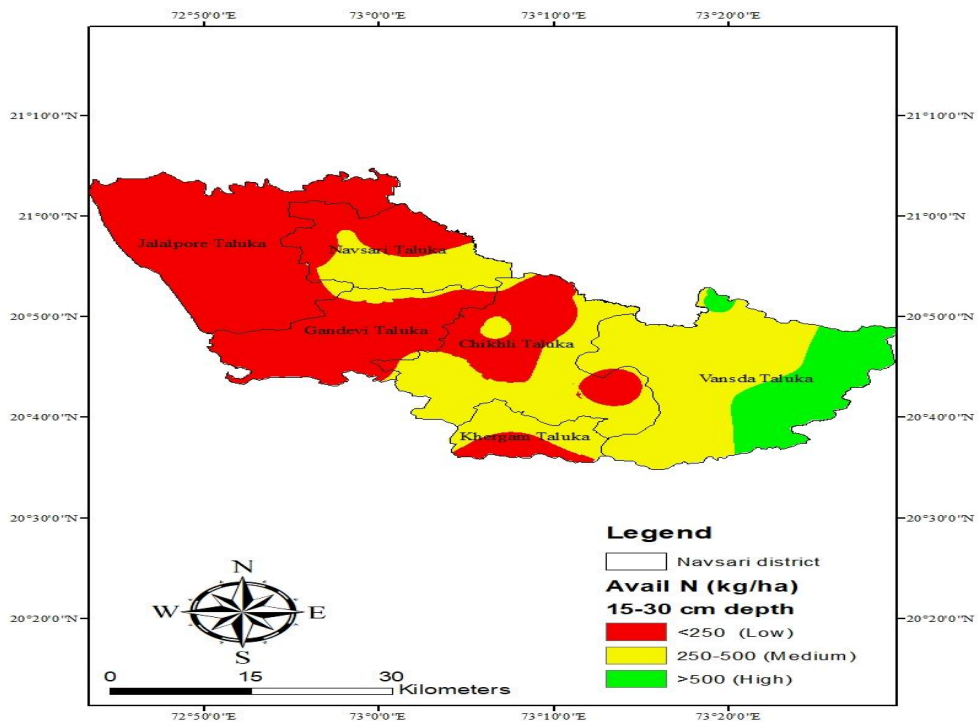 72°50'0"E 73°0'0"E 73°10'0"E 73°20'0"E
21°10'0"N 21°10'0"N
21°0'0"N 21°0'0"N
Jalalpore Taluka
Navsari Taluka
20°50'0"N 20°50'0"N
Gandevi Taluka
Chikhli Taluka
Vansda Taluka
20°40'0"N 20°40'0"N
Khergam Taluka
20°30'0"N 20°30'0"N
Legend
Navsari district
Avail N (kg/ha)
15-30 cm depth
<250 (Low)
250-500 (Medium)
>500 (High)
N
W E
S
20°20'0"N 20°20'0"N
0 15 30
Kilometers
72°50'0"E 73°0'0"E 73°10'0"E 73°20'0"E